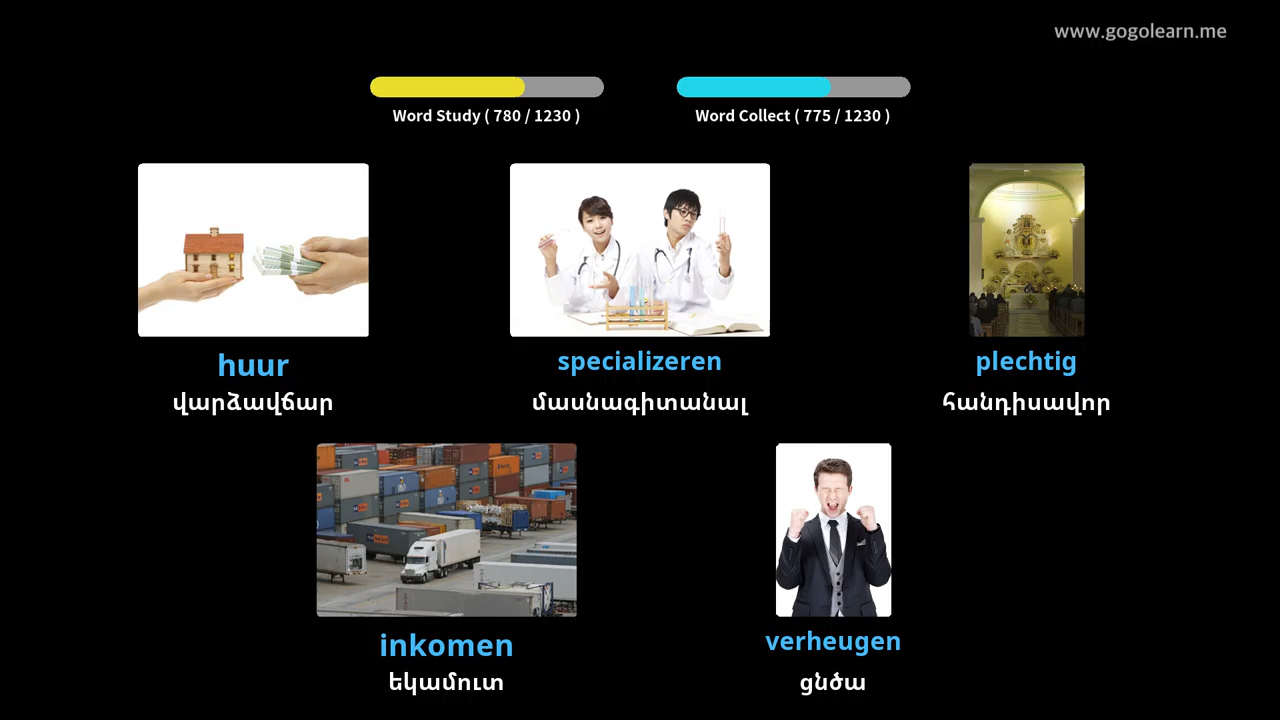 www.gogolearn.me
Word Study ( 780 / 1230 )
Word Collect ( 775 / 1230 )
huur
specializeren
plechtig
վարձավճար
մասնագիտանալ
հանդիսավոր
inkomen
verheugen
եկամուտ
ցնծա